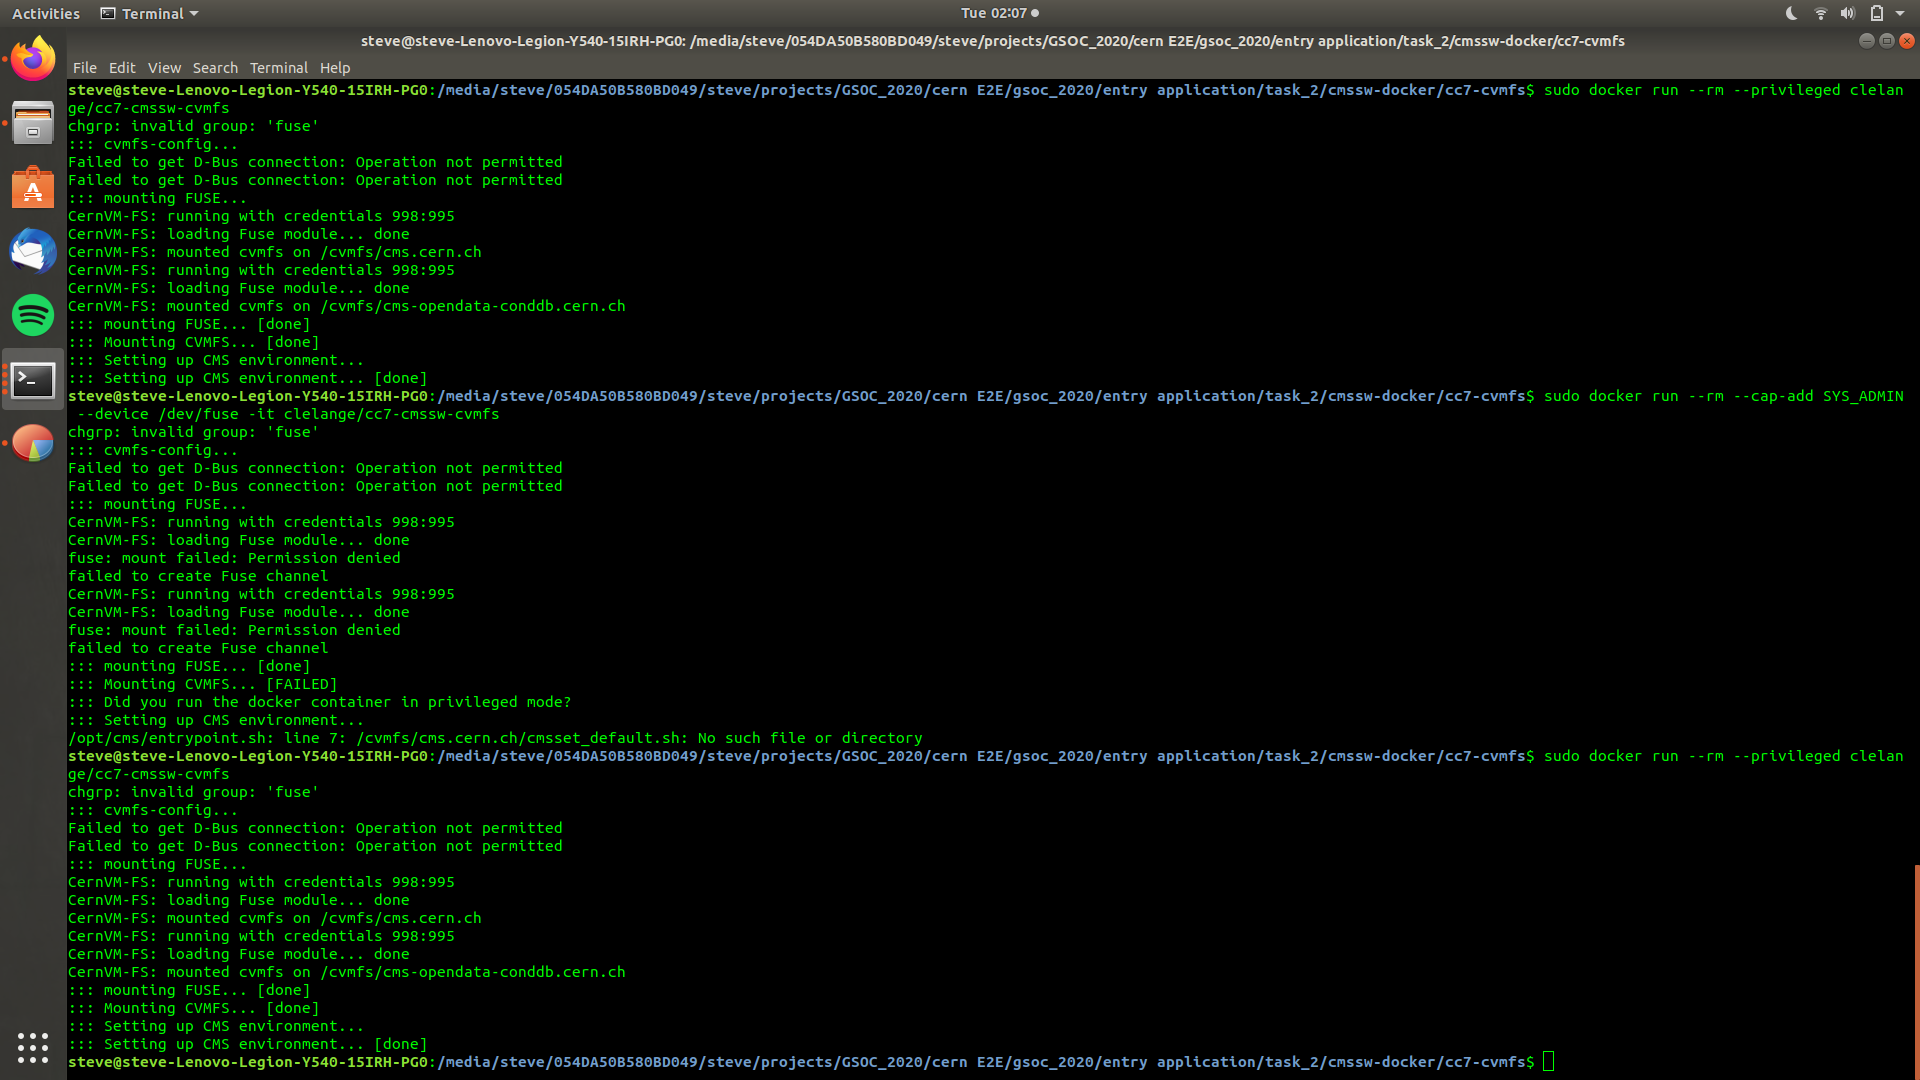 Activities Terminal Tue 02:07
steve@steve-Lenovo-Legion-Y540-15IRH-PG0: /media/steve/054DA50B580BD049/steve/projects/GSOC_2020/cern E2E/gsoc_2020/entry application/task_2/cmssw-docker/cc7-cvmfs
File Edit View Search Terminal Help
steve@steve-Lenovo-Legion-Y540-15IRH-PG0:/media/steve/054DA50B580BD049/steve/projects/GSOC_2020/cern E2E/gsoc_2020/entry application/task_2/cmssw-docker/cc7-cvmfs$ sudo docker run --rm --privileged clelan
ge/cc7-cmssw-cvmfs
chgrp: invalid group: 'fuse'
::: cvmfs-config...
Failed to get D-Bus connection: Operation not permitted
Failed to get D-Bus connection: Operation not permitted
::: mounting FUSE...
CernVM-FS: running with credentials 998:995
CernVM-FS: loading Fuse module... done
CernVM-FS: mounted cvmfs on /cvmfs/cms.cern.ch
CernVM-FS: running with credentials 998:995
CernVM-FS: loading Fuse module... done
CernVM-FS: mounted cvmfs on /cvmfs/cms-opendata-conddb.cern.ch
::: mounting FUSE... [done]
::: Mounting CVMFS... [done]
::: Setting up CMS environment...
::: Setting up CMS environment... [done]
steve@steve-Lenovo-Legion-Y540-15IRH-PG0:/media/steve/054DA50B580BD049/steve/projects/GSOC_2020/cern E2E/gsoc_2020/entry application/task_2/cmssw-docker/cc7-cvmfs$ sudo docker run --rm --cap-add SYS_ADMIN
 --device /dev/fuse -it clelange/cc7-cmssw-cvmfs
chgrp: invalid group: 'fuse'
::: cvmfs-config...
Failed to get D-Bus connection: Operation not permitted
Failed to get D-Bus connection: Operation not permitted
::: mounting FUSE...
CernVM-FS: running with credentials 998:995
CernVM-FS: loading Fuse module... done
fuse: mount failed: Permission denied
failed to create Fuse channel
CernVM-FS: running with credentials 998:995
CernVM-FS: loading Fuse module... done
fuse: mount failed: Permission denied
failed to create Fuse channel
::: mounting FUSE... [done]
::: Mounting CVMFS... [FAILED]
::: Did you run the docker container in privileged mode?
::: Setting up CMS environment...
/opt/cms/entrypoint.sh: line 7: /cvmfs/cms.cern.ch/cmsset_default.sh: No such file or directory
steve@steve-Lenovo-Legion-Y540-15IRH-PG0:/media/steve/054DA50B580BD049/steve/projects/GSOC_2020/cern E2E/gsoc_2020/entry application/task_2/cmssw-docker/cc7-cvmfs$ sudo docker run --rm --privileged clelan
ge/cc7-cmssw-cvmfs
chgrp: invalid group: 'fuse'
::: cvmfs-config...
Failed to get D-Bus connection: Operation not permitted
Failed to get D-Bus connection: Operation not permitted
::: mounting FUSE...
CernVM-FS: running with credentials 998:995
CernVM-FS: loading Fuse module... done
CernVM-FS: mounted cvmfs on /cvmfs/cms.cern.ch
CernVM-FS: running with credentials 998:995
CernVM-FS: loading Fuse module... done
CernVM-FS: mounted cvmfs on /cvmfs/cms-opendata-conddb.cern.ch
::: mounting FUSE... [done]
::: Mounting CVMFS... [done]
::: Setting up CMS environment...
::: Setting up CMS environment... [done]
steve@steve-Lenovo-Legion-Y540-15IRH-PG0:/media/steve/054DA50B580BD049/steve/projects/GSOC_2020/cern E2E/gsoc_2020/entry application/task_2/cmssw-docker/cc7-cvmfs$